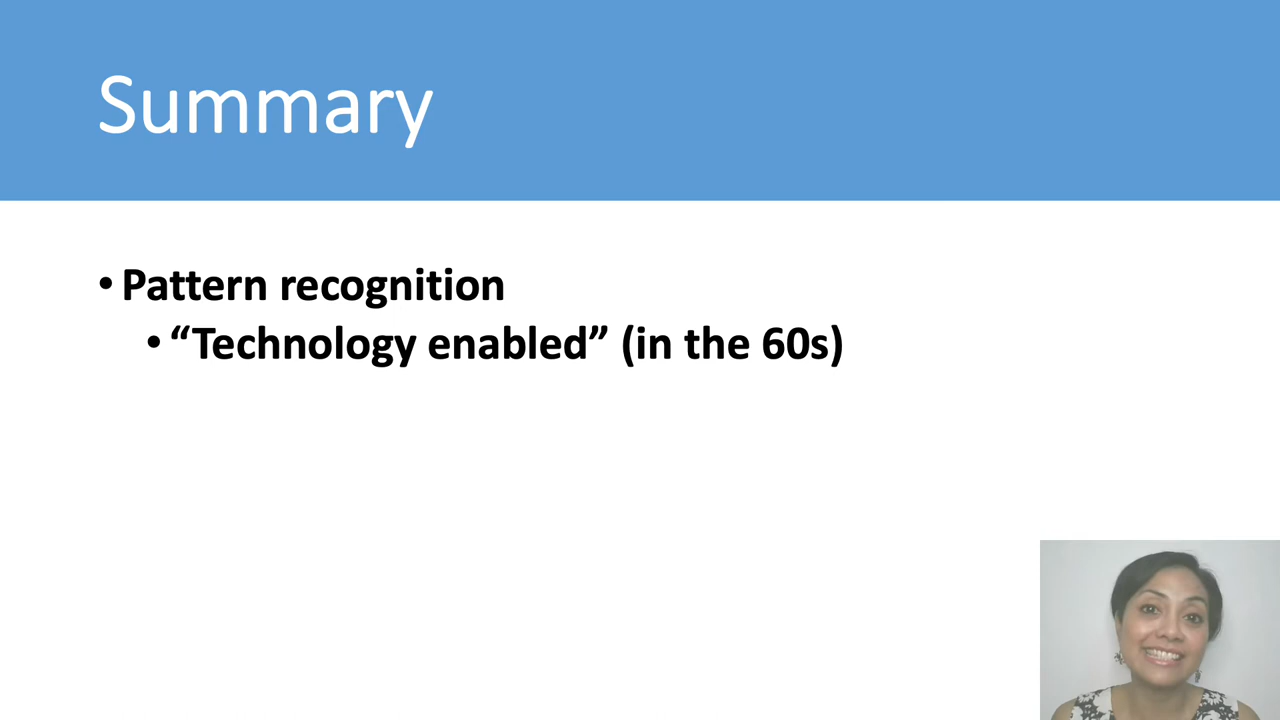 Summary
• Pattern recognition
• “Technology enabled” (in the 60s)